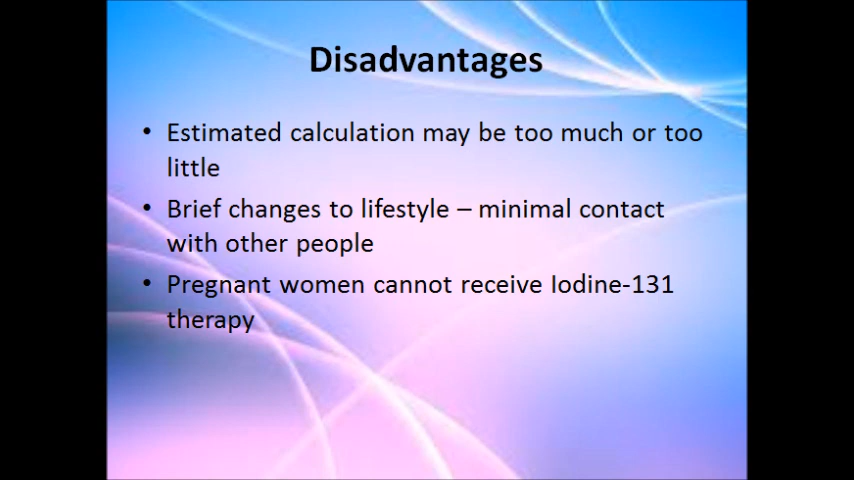 Disadvantages
• Estimated calculation may be too much or too
little
• Brief changes to lifestyle – minimal contact
with other people
• Pregnant women cannot receive Iodine-131
therapy